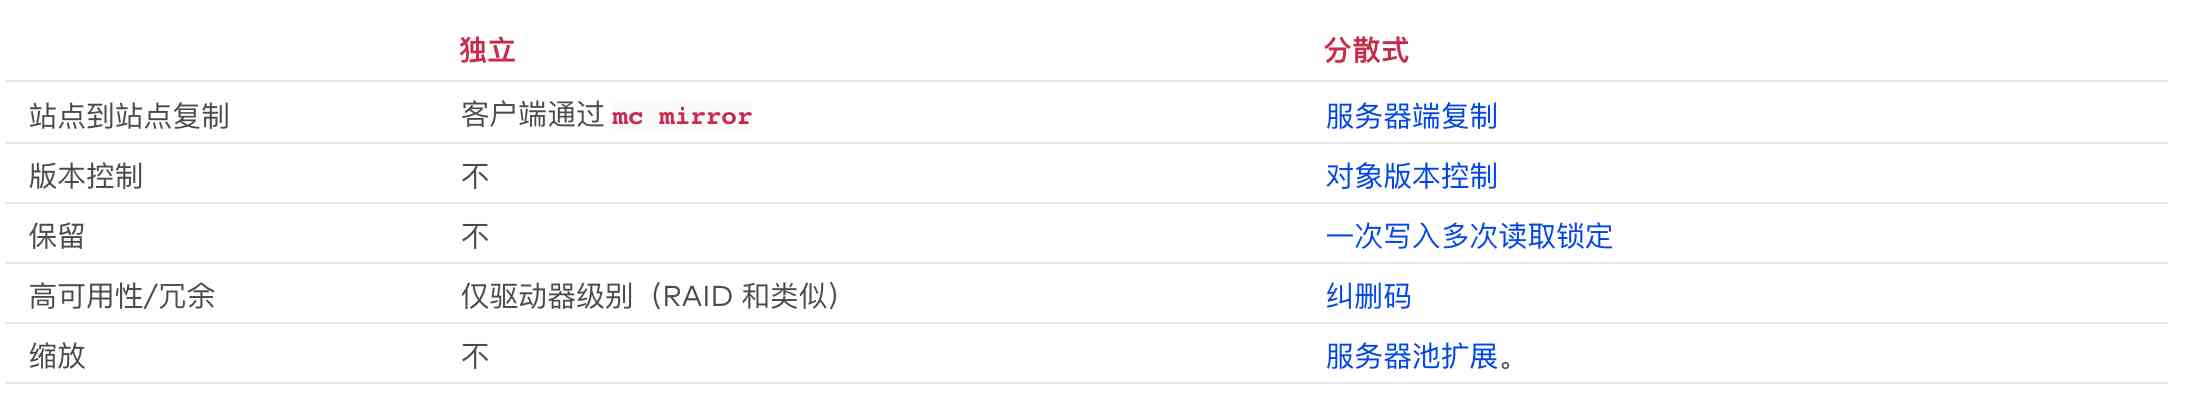 独立 分散式
站点到站点复制 客户端通过 mc mirror 服务器端复制
版本控制 不 对象版本控制
保留 不 一次写入多次读取锁定
高可用性/冗余 仅驱动器级别（RAID 和类似） 纠删码
缩放 不 服务器池扩展。